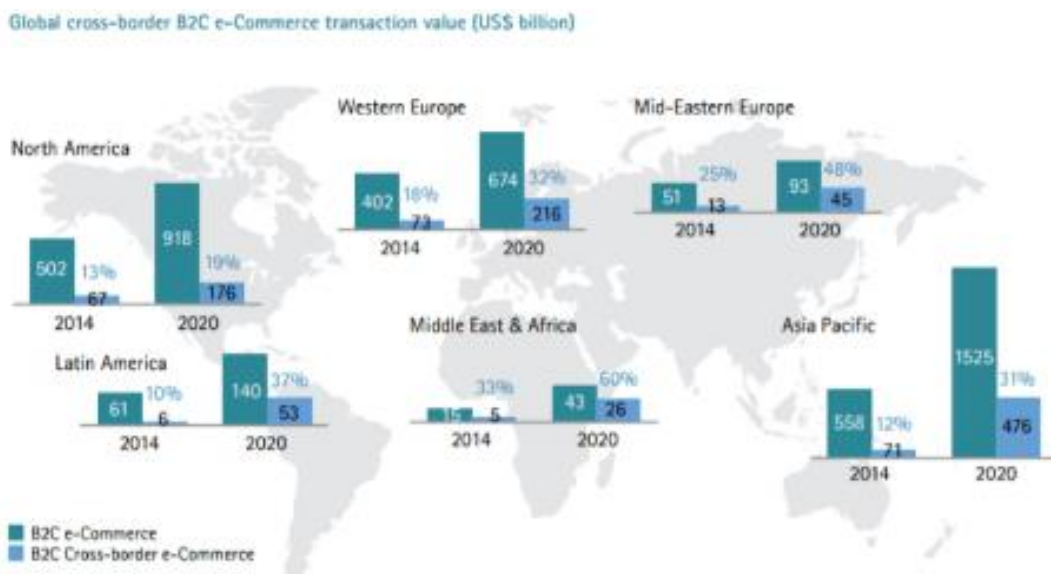 Global cross-border B2C e-Commerce transaction value (US$ billion)
Western Europe
Mid-Eastern Europe
North America
402 18% 73 674 32% 216
2014 2020
51 25% 13 93 48% 45
2014 2020
502 13% 67 918 19% 176
2014 2020
Middle East & Africa
Asia Pacific
Latin America
61 10% 6 140 37% 53
2014 2020
15 33% 5 43 60% 26
2014 2020
558 12% 71 1525 31% 476
2014 2020
B2C e-Commerce
B2C Cross-border e-Commerce